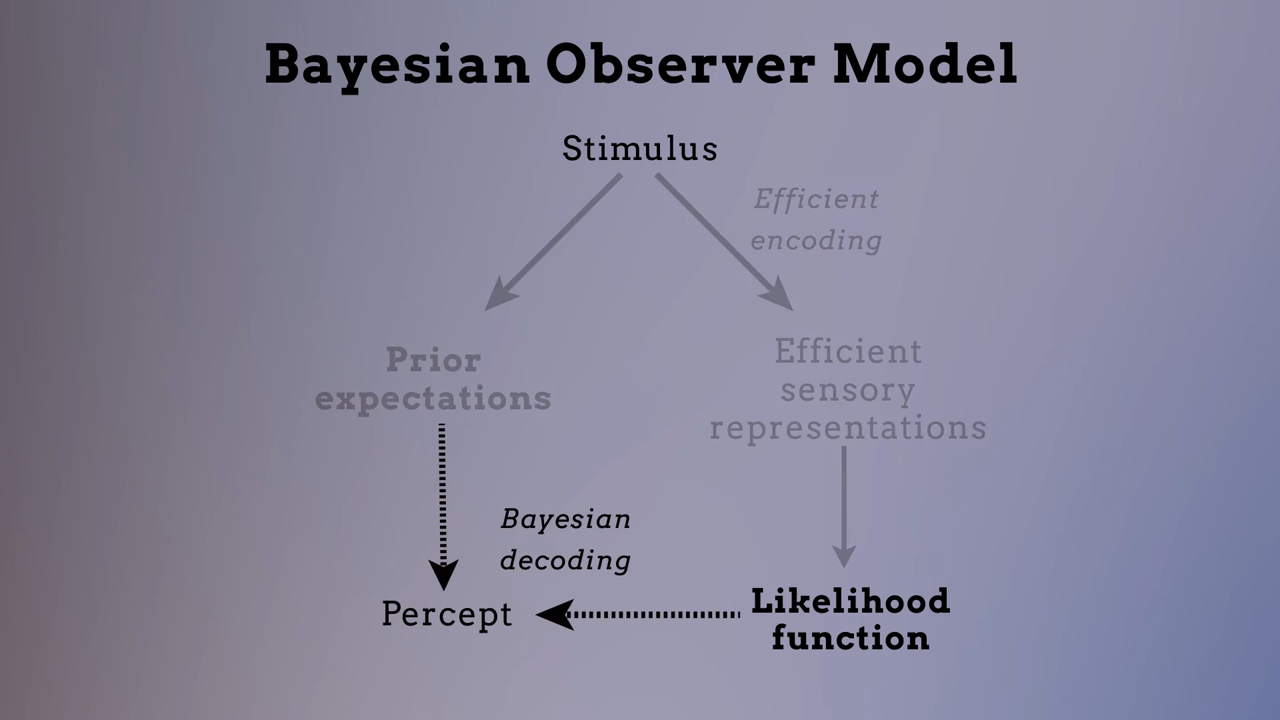 Bayesian Observer Model
Stimulus
Efficient
encoding
Prior
expectations
Efficient
sensory
representations
Bayesian
decoding
Percept
Likelihood
function